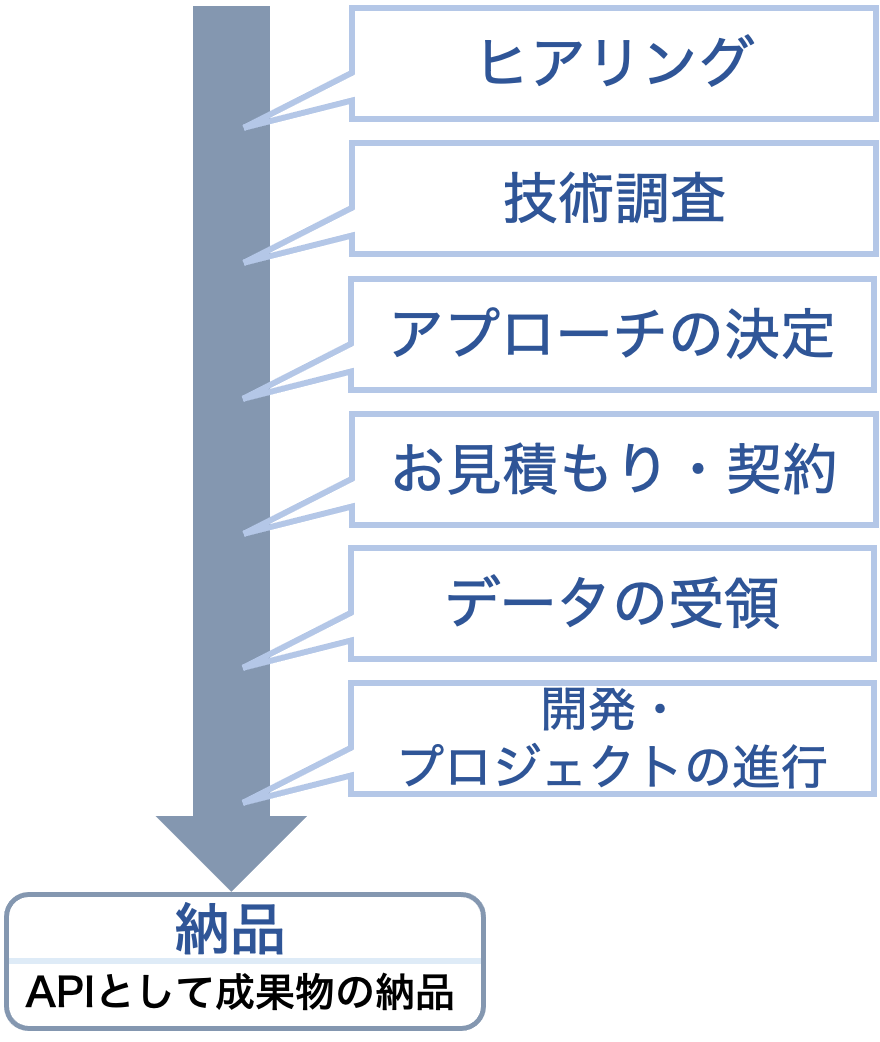 ヒアリング
技術調査
アプローチの決定
お見積もり・契約
データの受領
開発・
プロジェクトの進行
納品
APIとして成果物の納品